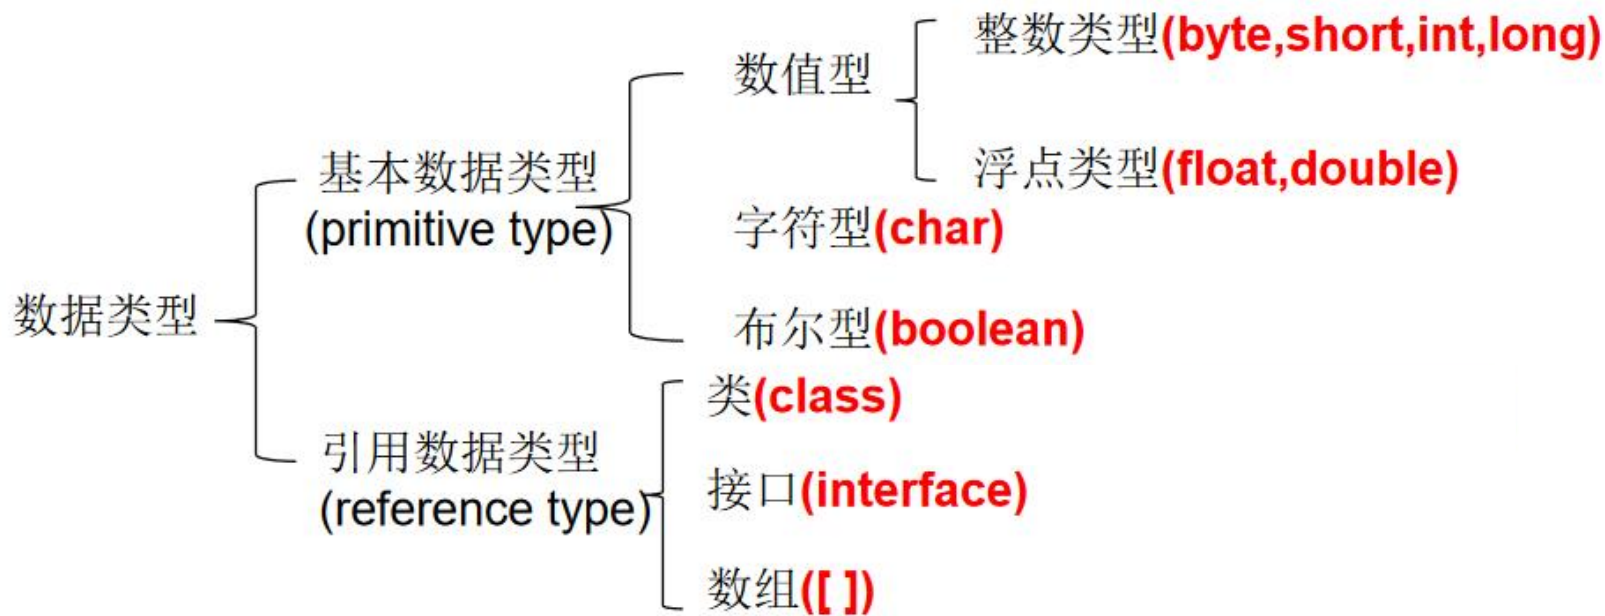 数据类型
基本数据类型
(primitive type)
数值型
整数类型(byte,short,int,long)
浮点类型(float,double)
字符型(char)
布尔型(boolean)
引用数据类型
(reference type)
类(class)
接口(interface)
数组([ ])